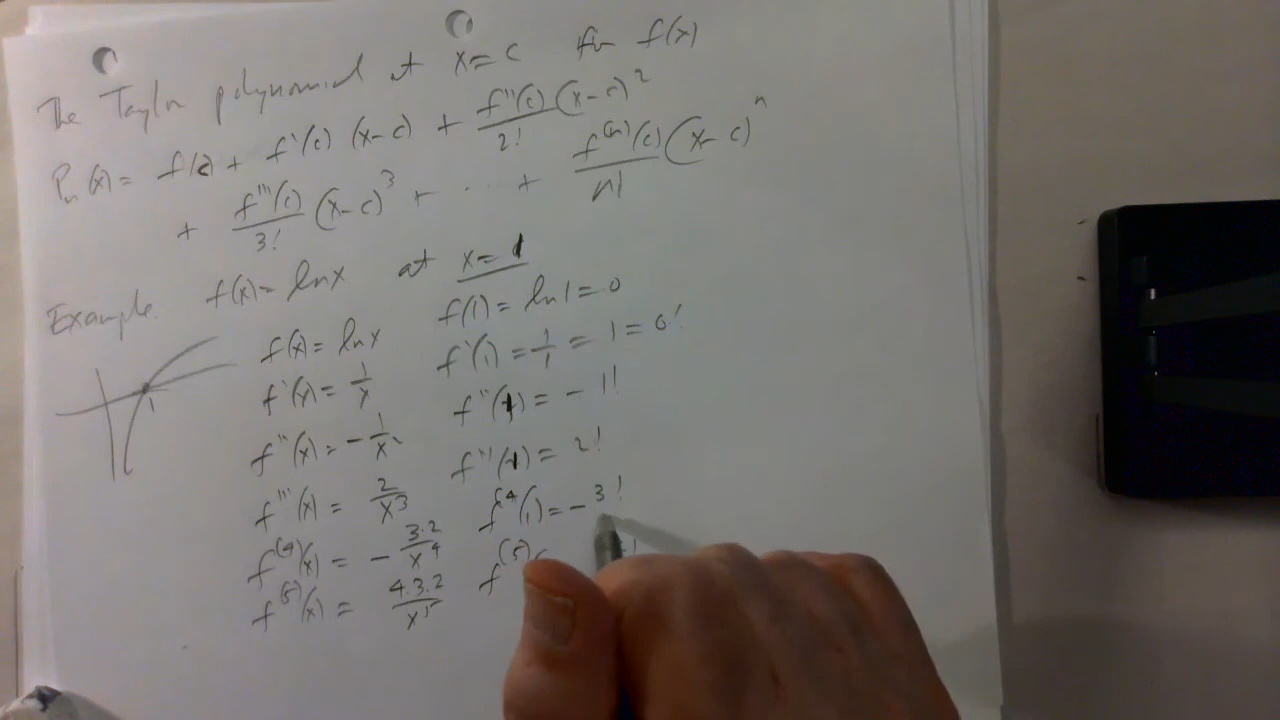 The Taylor polynomial at x=c for f(x)
Pn(x) = f(c) + f'(c) (x-c) + f''(c)/2! (x-c)^2
+ f'''(c)/3! (x-c)^3 + ... + f^(n)(c)/n! (x-c)^n
Example. f(x)= ln x at x=1
f(x) = ln x f(1) = ln 1 = 0
f'(x) = 1/x f'(1) = 1/1 = 1 = 0!
1
f''(x) = - 1/x^2 f''(1) = - 1!
f'''(x) = 2/x^3 f'''(1) = 2!
f^(4)(x) = - 3.2/x^4 f^4(1) = - 3!
f^(5)(x) = 4.3.2/x^5 f^(5)( !